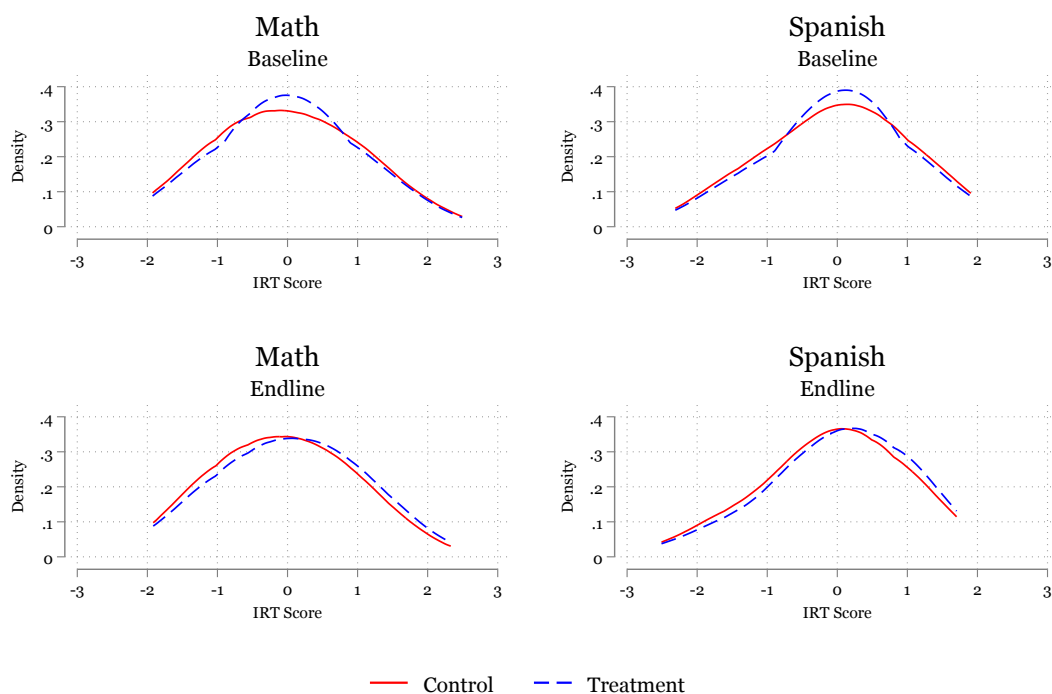 Math
Baseline
Density
.4
.3
.2
.1
0
-3 -2 -1 0 1 2 3
IRT Score
Spanish
Baseline
Density
.4
.3
.2
.1
0
-3 -2 -1 0 1 2 3
IRT Score
Math
Endline
Density
.4
.3
.2
.1
0
-3 -2 -1 0 1 2 3
IRT Score
Spanish
Endline
Density
.4
.3
.2
.1
0
-3 -2 -1 0 1 2 3
IRT Score
Control Treatment